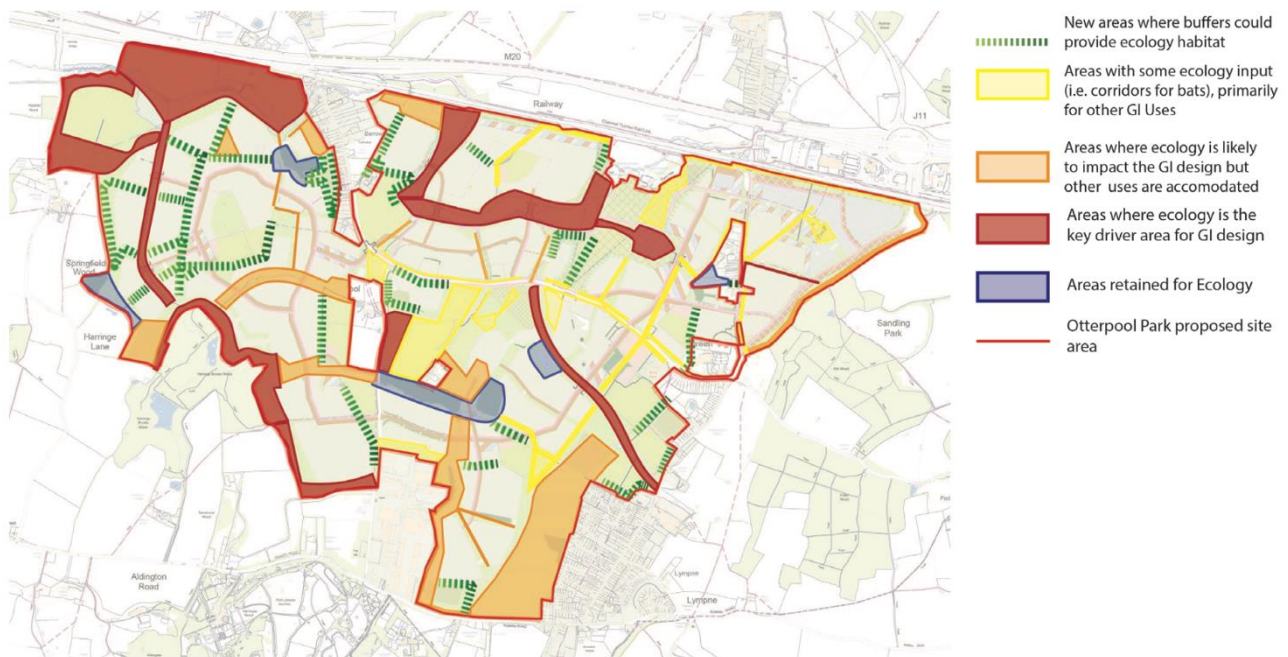 M20
Railway
J11
Springfield
Wood
Harringe
Lane
Sandling
Park
Aldington
Road
Lympne
Lympne
New areas where buffers could
provide ecology habitat
Areas with some ecology input
(i.e. corridors for bats), primarily
for other GI Uses
Areas where ecology is likely
to impact the GI design but
other uses are accomodated
Areas where ecology is the
key driver area for GI design
Areas retained for Ecology
Otterpool Park proposed site
area